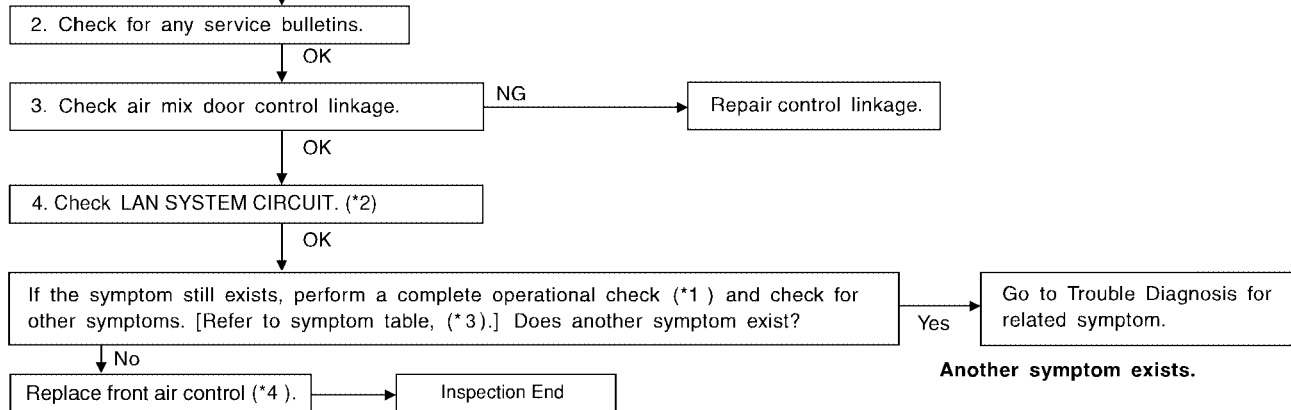 2. Check for any service bulletins.
OK
3. Check air mix door control linkage.
NG
Repair control linkage.
OK
4. Check LAN SYSTEM CIRCUIT. (*2)
OK
If the symptom still exists, perform a complete operational check (*1 ) and check for
other symptoms. [Refer to symptom table, (*3).] Does another symptom exist?
Yes
Go to Trouble Diagnosis for
related symptom.
Another symptom exists.
No
Replace front air control (*4 ).
Inspection End